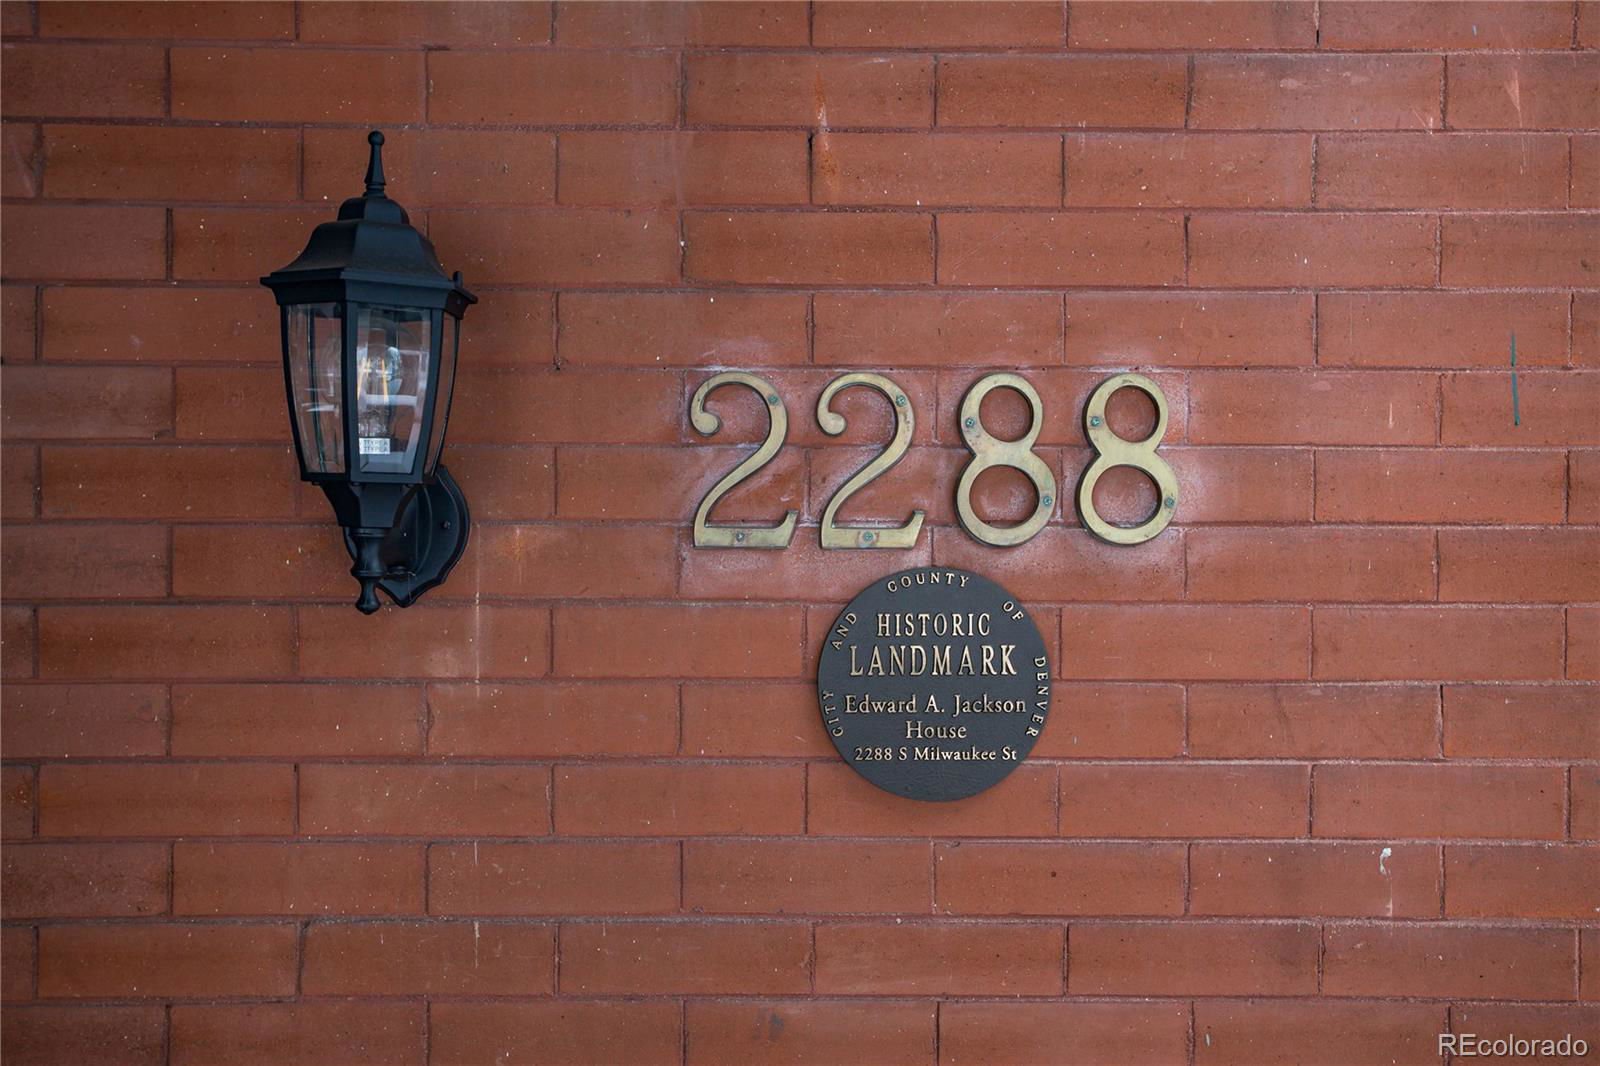 2288
CITY AND COUNTY OF DENVER
HISTORIC
LANDMARK
Edward A. Jackson
House
2288 S Milwaukee St
REcolorado